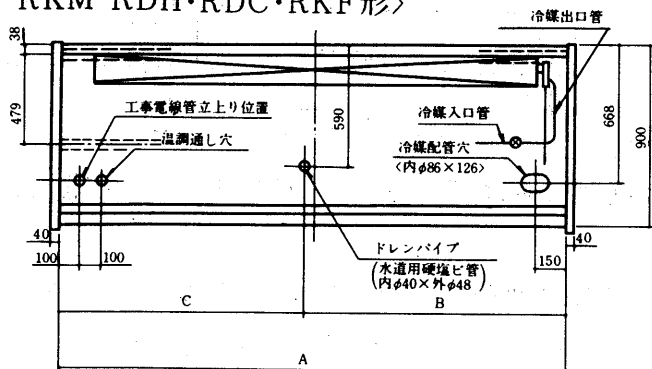 RKM RDH・RDC・RKF形〉
冷媒出口管
38
479
工事電線管立上り位置
温調通し穴
590
冷媒入口管
冷媒配管穴
〈内φ86×126〉
668
900
40
100
100
ドレンパイプ
(水道用硬塩ビ管
内φ40×外φ48)
150
40
C
B
A